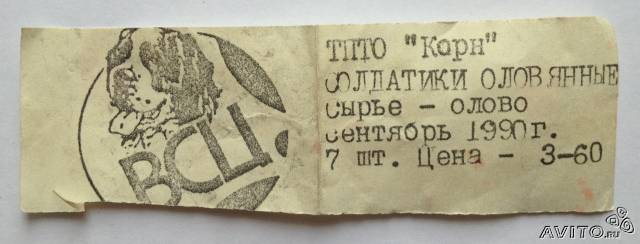 ВСЦ.
ТПТО "Корн"
СОЛДАТИКИ ОЛОВЯННЫЕ
Сырье - олово
Сентябрь 1990г.
7 шт. Цена - 3-60
AVITO.ru